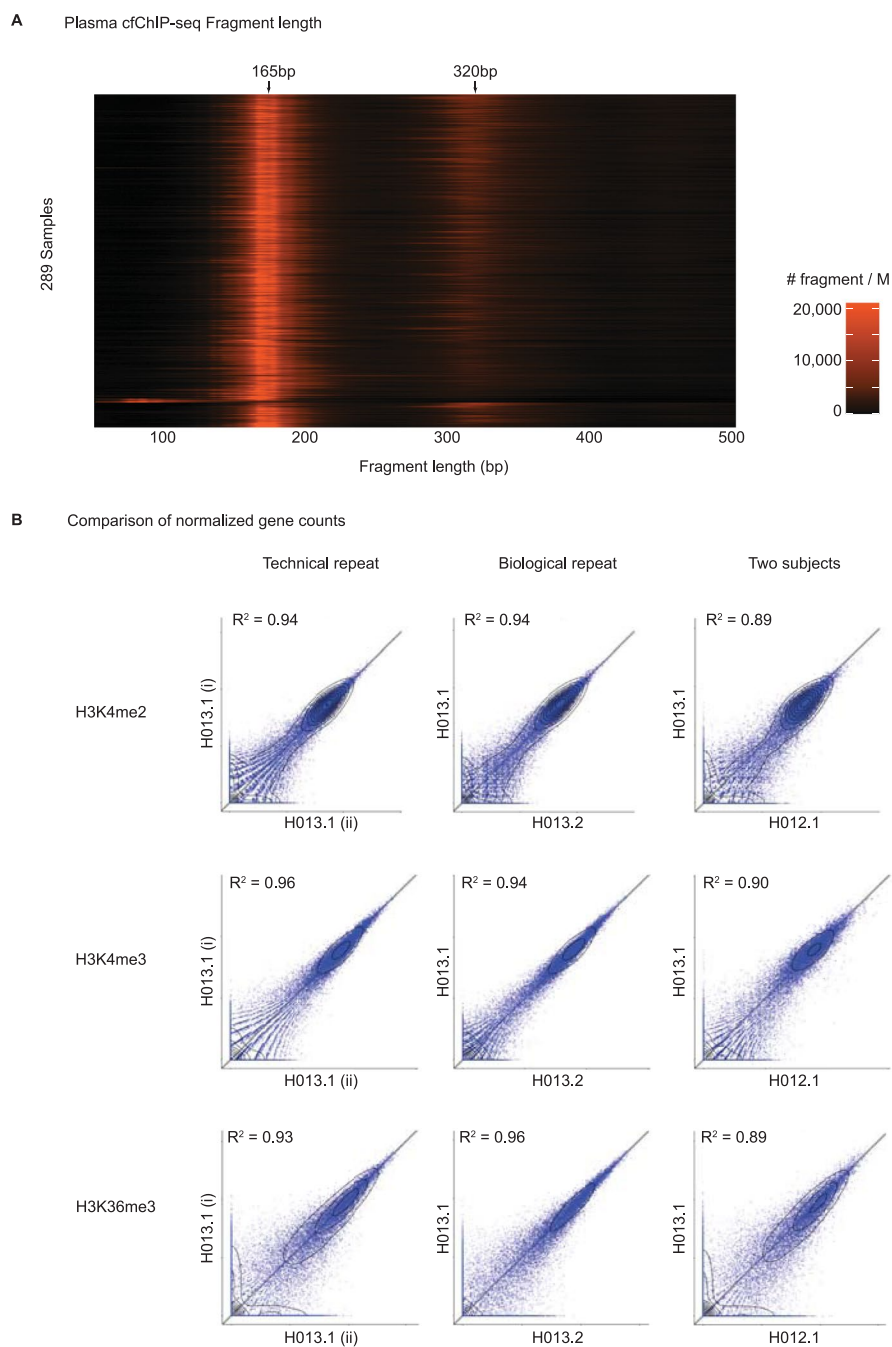 A Plasma cfChIP-seq Fragment length
165bp 320bp
289 Samples
# fragment / M
20,000
10,000
0
100 200 300 400 500
Fragment length (bp)
B Comparison of normalized gene counts
Technical repeat Biological repeat Two subjects
H3K4me2
R² = 0.94
H013.1 (i)
H013.1 (ii)
R² = 0.94
H013.1
H013.2
R² = 0.89
H013.1
H012.1
H3K4me3
R² = 0.96
H013.1 (i)
H013.1 (ii)
R² = 0.94
H013.1
H013.2
R² = 0.90
H013.1
H012.1
H3K36me3
R² = 0.93
H013.1 (i)
H013.1 (ii)
R² = 0.96
H013.1
H013.2
R² = 0.89
H013.1
H012.1